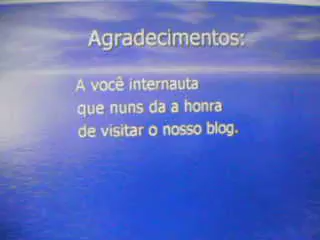 Agradecimentos:
A você internauta
que nuns da a honra
de visitar o nosso blog.